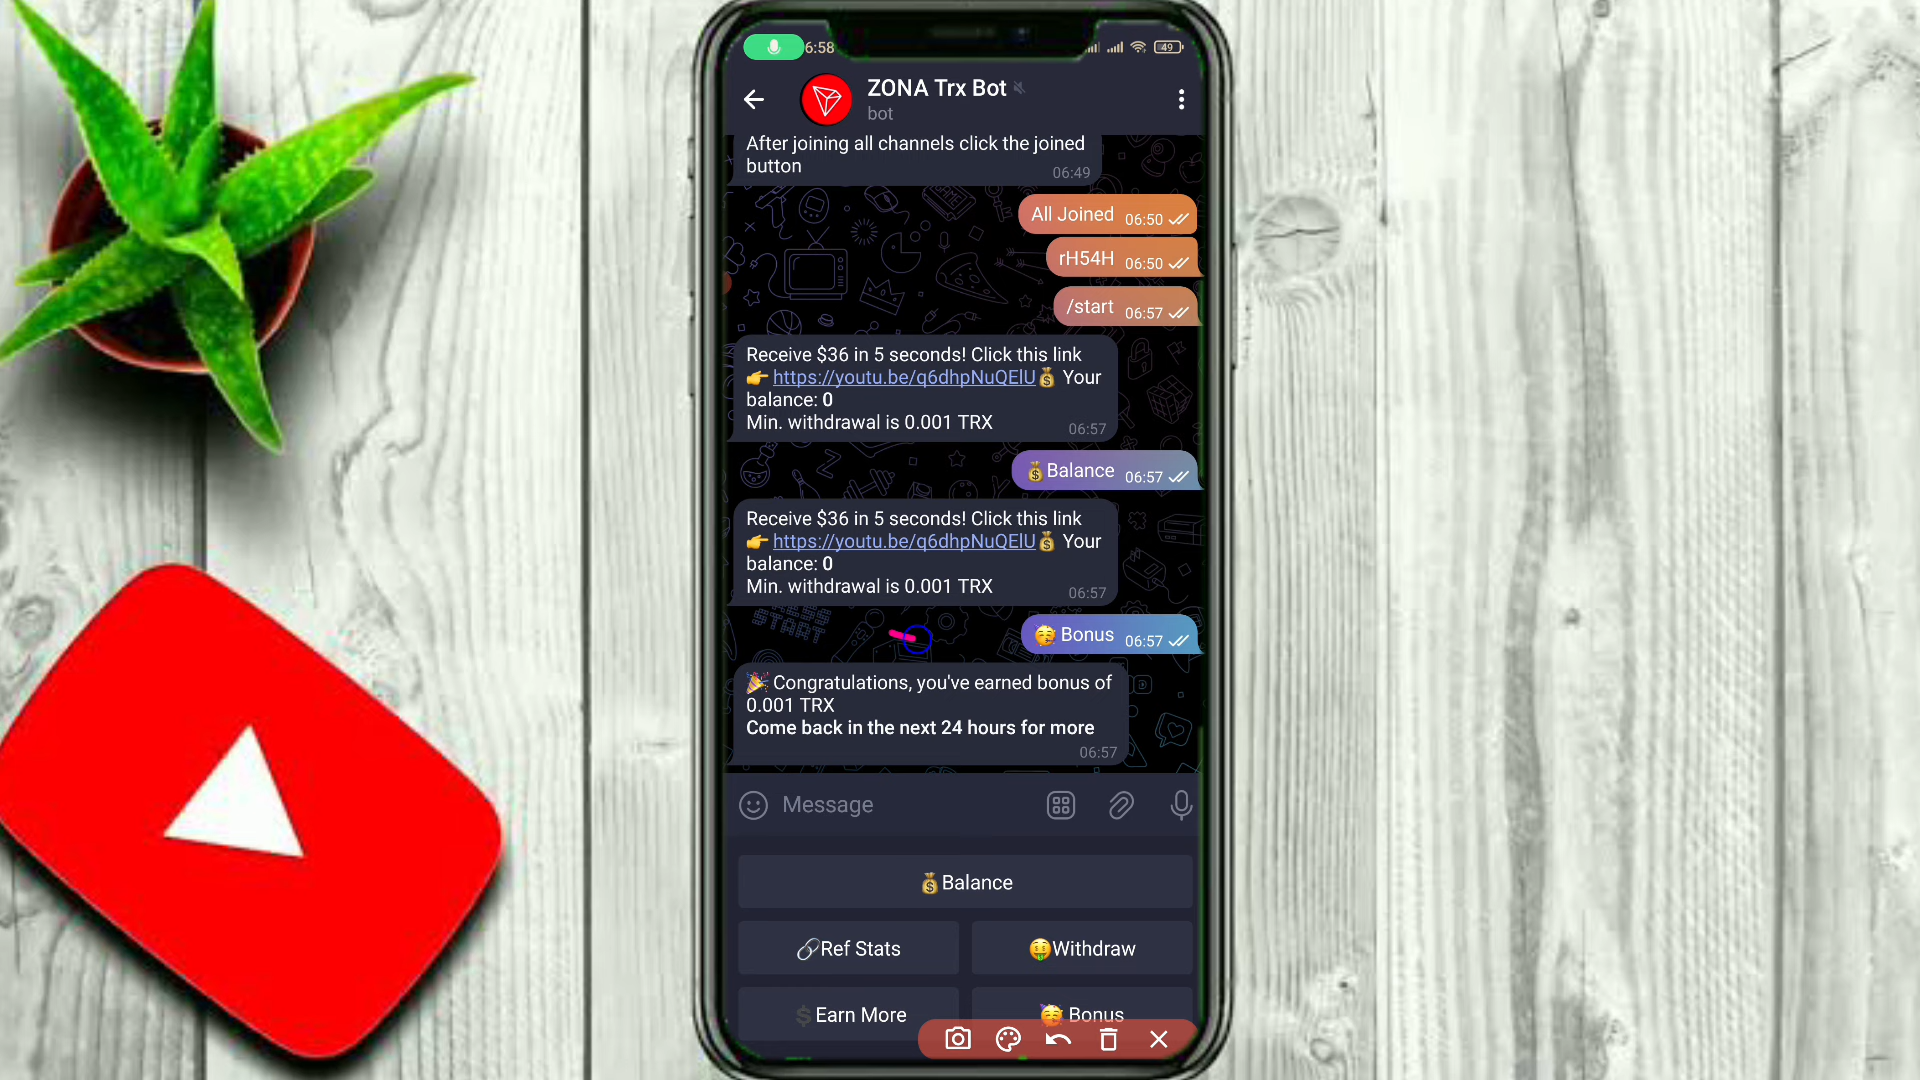 6:58
49
ZONA Trx Bot
bot
After joining all channels click the joined
button
06:49
All Joined 06:50
rH54H 06:50
/start 06:57
Receive $36 in 5 seconds! Click this link
👉 https://youtu.be/q6dhpNuQElU💰 Your
balance: 0
Min. withdrawal is 0.001 TRX
06:57
💰Balance 06:57
Receive $36 in 5 seconds! Click this link
👉 https://youtu.be/q6dhpNuQElU💰 Your
balance: 0
Min. withdrawal is 0.001 TRX
06:57
START
🥳 Bonus 06:57
🎉 Congratulations, you've earned bonus of
0.001 TRX
Come back in the next 24 hours for more
06:57
Message
💰Balance
🔗Ref Stats
🤑Withdraw
💲Earn More
🥳 Bonus